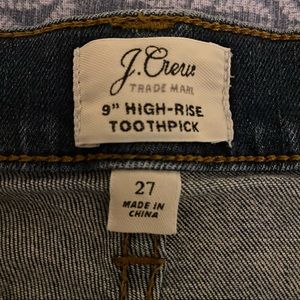 J.Crew
TRADE MARK
9" HIGH-RISE
TOOTHPICK
27
MADE IN
CHINA